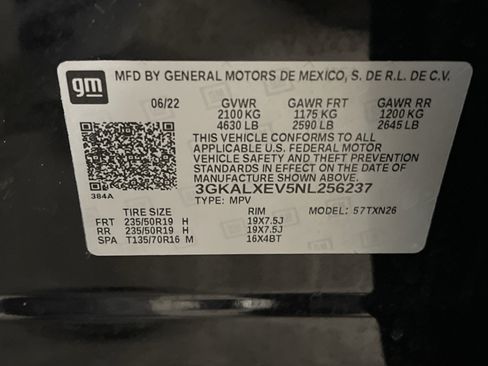 gm
MFD BY GENERAL MOTORS DE MEXICO, S. DE R.L. DE C.V.
06/22 GVWR GAWR FRT GAWR RR
2100 KG 1175 KG 1200 KG
4630 LB 2590 LB 2645 LB
THIS VEHICLE CONFORMS TO ALL
APPLICABLE U.S. FEDERAL MOTOR
VEHICLE SAFETY AND THEFT PREVENTION
STANDARDS IN EFFECT ON THE DATE OF
MANUFACTURE SHOWN ABOVE.
3GKALXEV5NL256237
384A TYPE: MPV
TIRE SIZE RIM MODEL: 57TXN26
FRT 235/50R19 H 19X7.5J
RR 235/50R19 H 19X7.5J
SPA T135/70R16 M 16X4BT